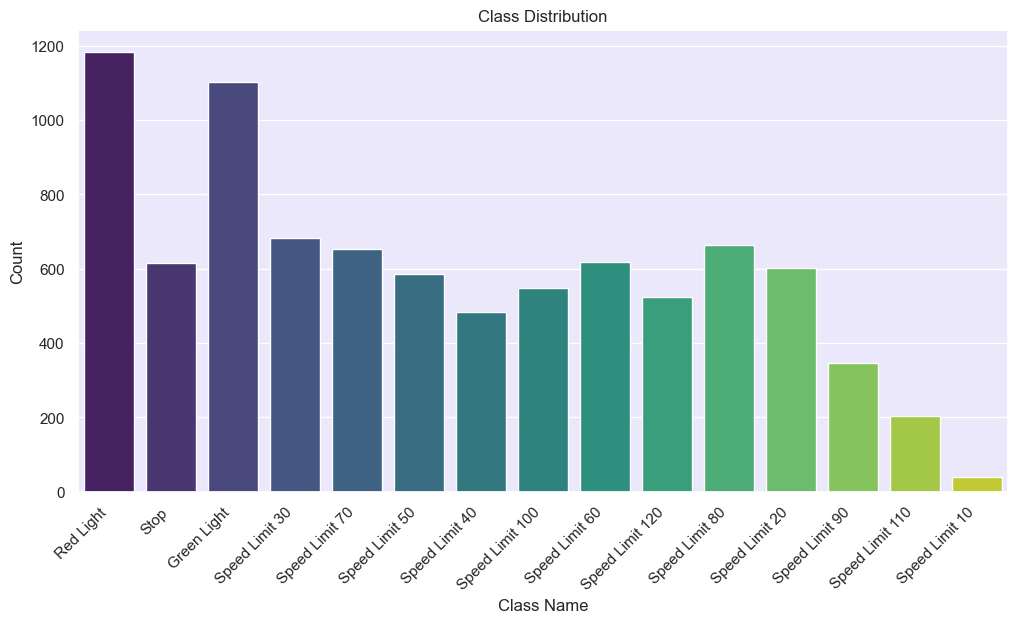 Class Distribution
Count
1200
1000
800
600
400
200
0
Red Light
Stop
Green Light
Speed Limit 30
Speed Limit 70
Speed Limit 50
Speed Limit 40
Speed Limit 100
Speed Limit 60
Speed Limit 120
Speed Limit 80
Speed Limit 20
Speed Limit 90
Speed Limit 110
Speed Limit 10
Class Name